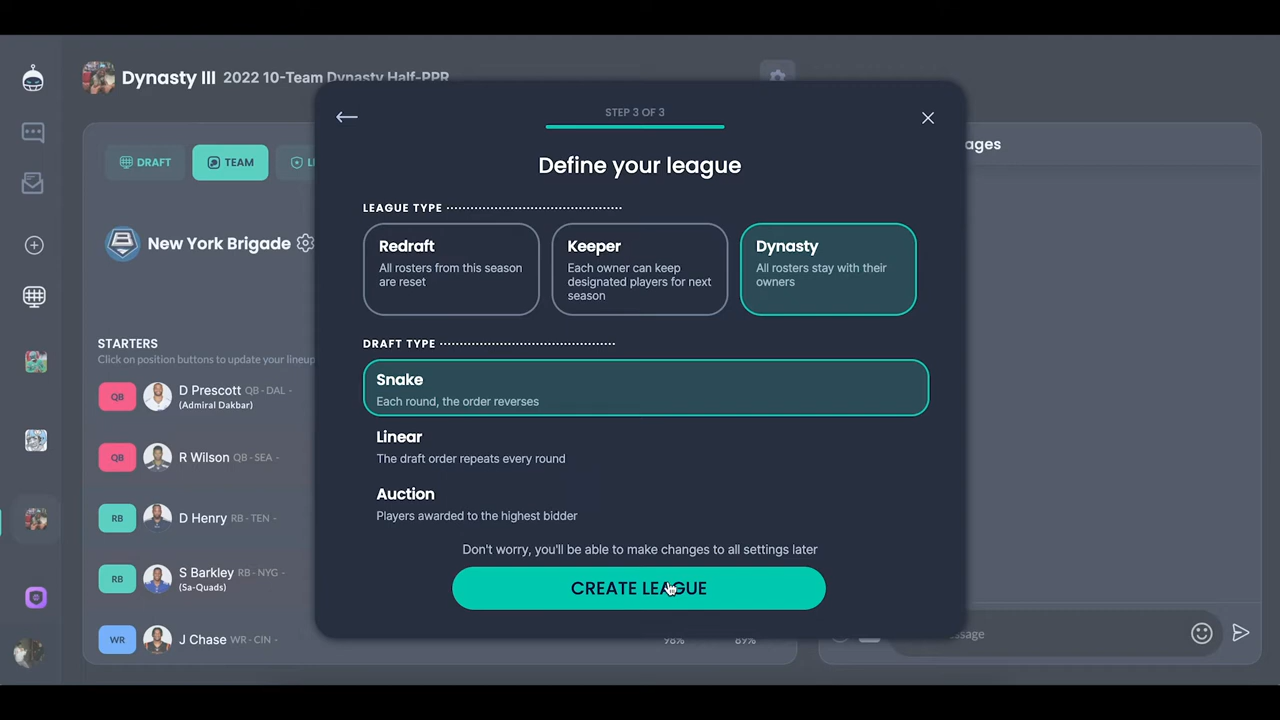 Dynasty III 2022 10-Team Dynasty Half-PPR
STEP 3 OF 3
Define your league
ages
DRAFT
TEAM
New York Brigade
LEAGUE TYPE
Redraft
All rosters from this season
are reset
Keeper
Each owner can keep
designated players for next
season
Dynasty
All rosters stay with their
owners
DRAFT TYPE
Snake
Each round, the order reverses
Linear
The draft order repeats every round
Auction
Players awarded to the highest bidder
Don't worry, you'll be able to make changes to all settings later
CREATE LEAGUE
STARTERS
Click on position buttons to update your lineup
QB D Prescott QB - DAL -
(Admiral Dakbar)
QB R Wilson QB - SEA -
RB D Henry RB - TEN -
RB S Barkley RB - NYG -
(Sa-Quads)
WR J Chase WR - CIN -
98% 89%